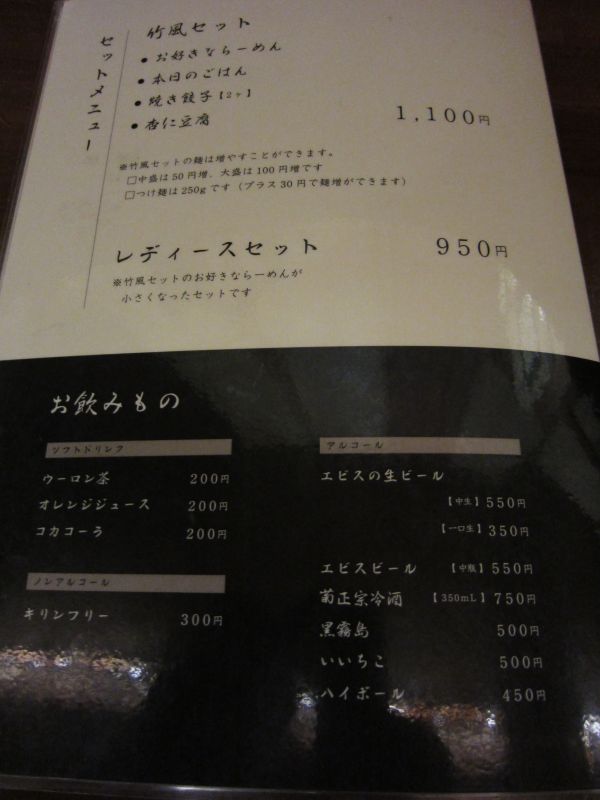 セットメニュー
竹風セット
●お好きならーめん
●本日のごはん
●焼き餃子【2ヶ】
●杏仁豆腐
1,100円
※竹風セットの麺は増やすことができます。
□中盛は50円増、大盛は100円増です
□つけ麺は250gです（プラス30円で麺増ができます）
レディースセット 950円
※竹風セットのお好きならーめんが
小さくなったセットです
お飲みもの
ソフトドリンク
ウーロン茶 200円
オレンジジュース 200円
コカコーラ 200円
ノンアルコール
キリンフリー 300円
アルコール
エビスの生ビール
【中生】550円
【一口生】350円
エビスビール 【中瓶】550円
菊正宗冷酒 【350mL】750円
黒霧島 500円
いいちこ 500円
ハイボール 450円